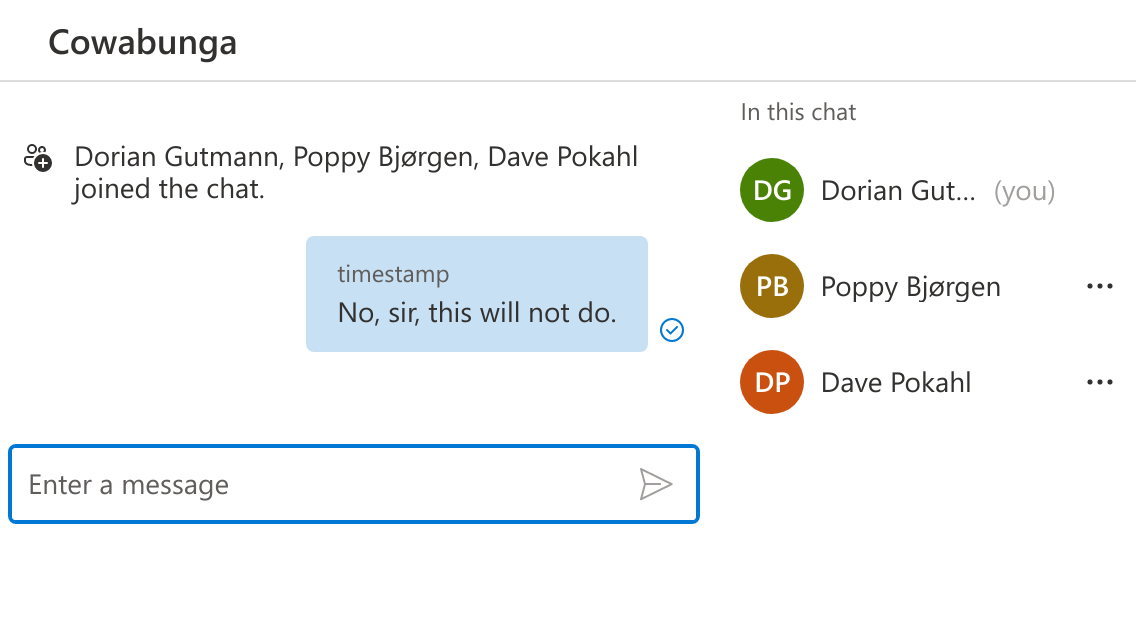 Cowabunga
Dorian Gutmann, Poppy Bjørgen, Dave Pokahl
joined the chat.
timestamp
No, sir, this will not do.
Enter a message
In this chat
DG Dorian Gut... (you)
PB Poppy Bjørgen
DP Dave Pokahl